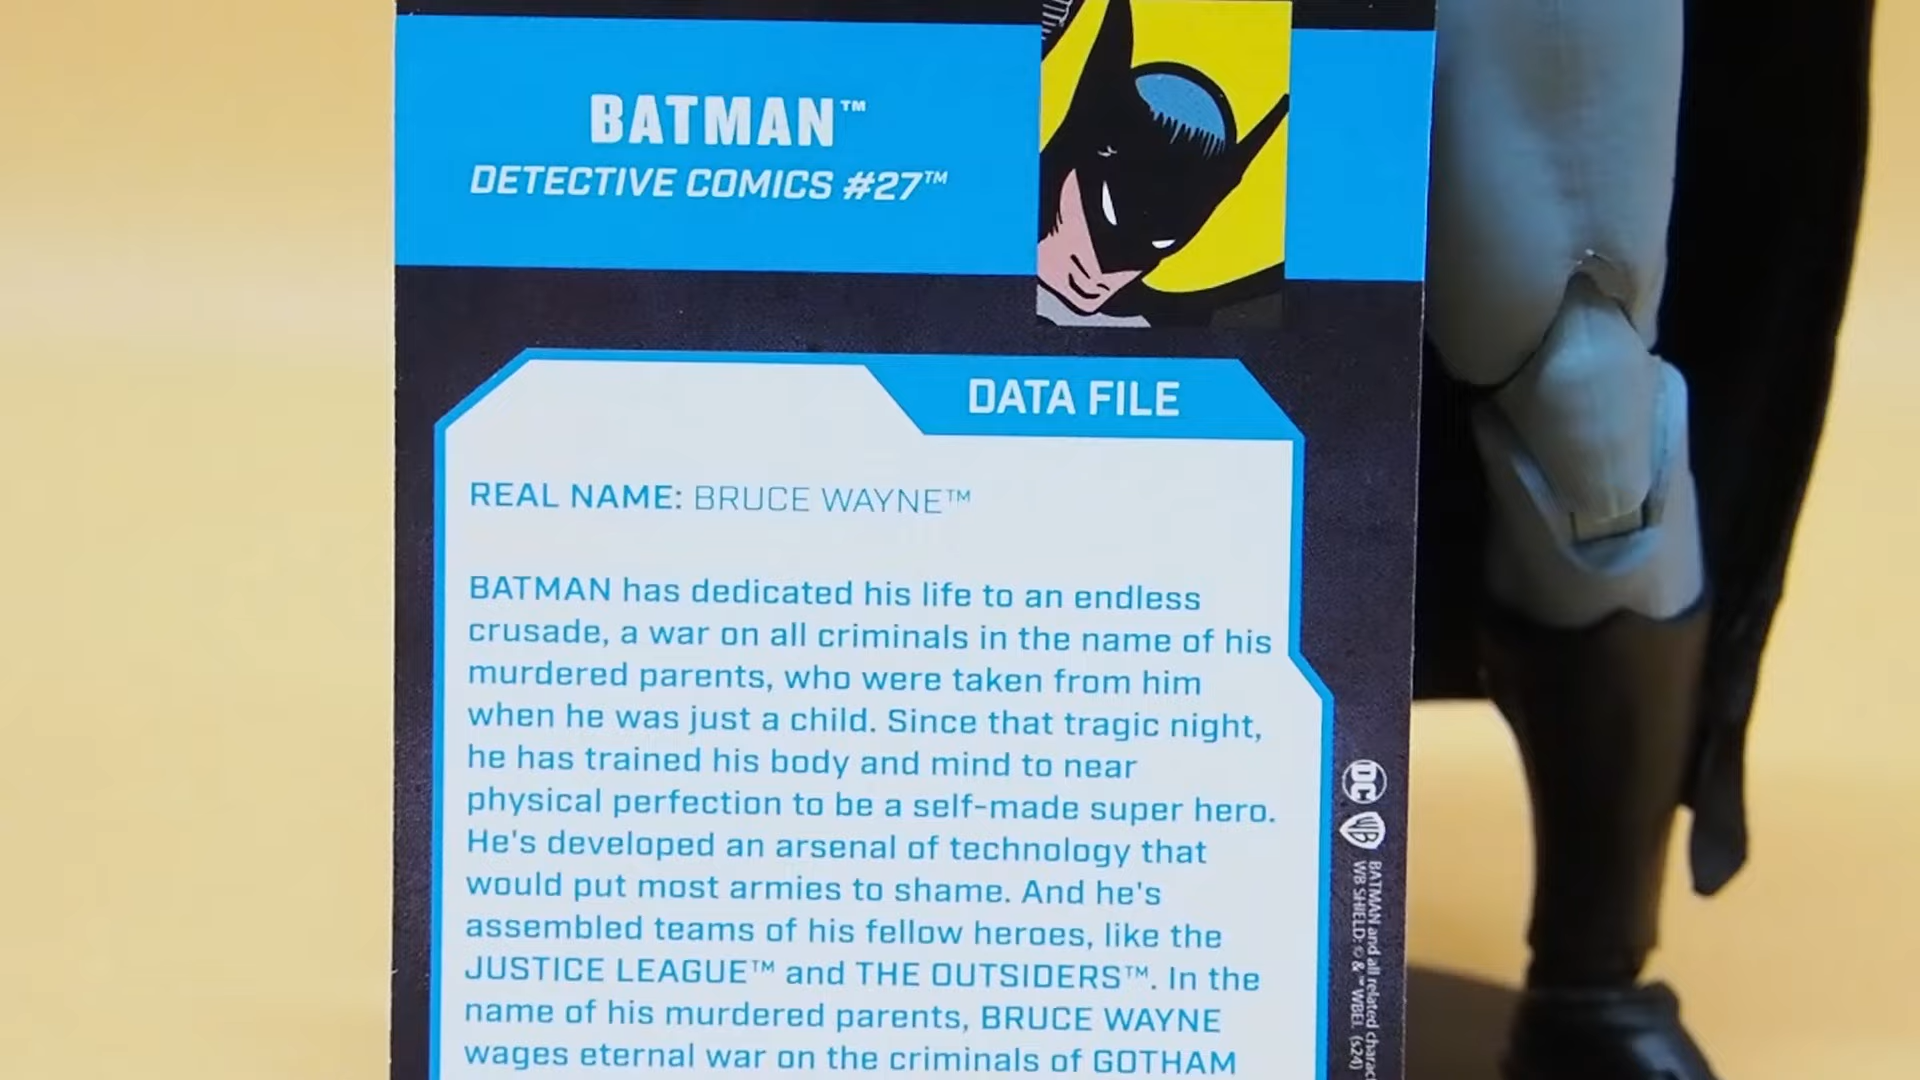 BATMAN™
DETECTIVE COMICS #27™
DATA FILE
REAL NAME: BRUCE WAYNE™
BATMAN has dedicated his life to an endless
crusade, a war on all criminals in the name of his
murdered parents, who were taken from him
when he was just a child. Since that tragic night,
he has trained his body and mind to near
physical perfection to be a self-made super hero.
He's developed an arsenal of technology that
would put most armies to shame. And he's
assembled teams of his fellow heroes, like the
JUSTICE LEAGUE™ and THE OUTSIDERS™. In the
name of his murdered parents, BRUCE WAYNE
wages eternal war on the criminals of GOTHAM
DC
WB
BATMAN and all related charac
WB SHIELD: © & ™ WBEI. (s24)